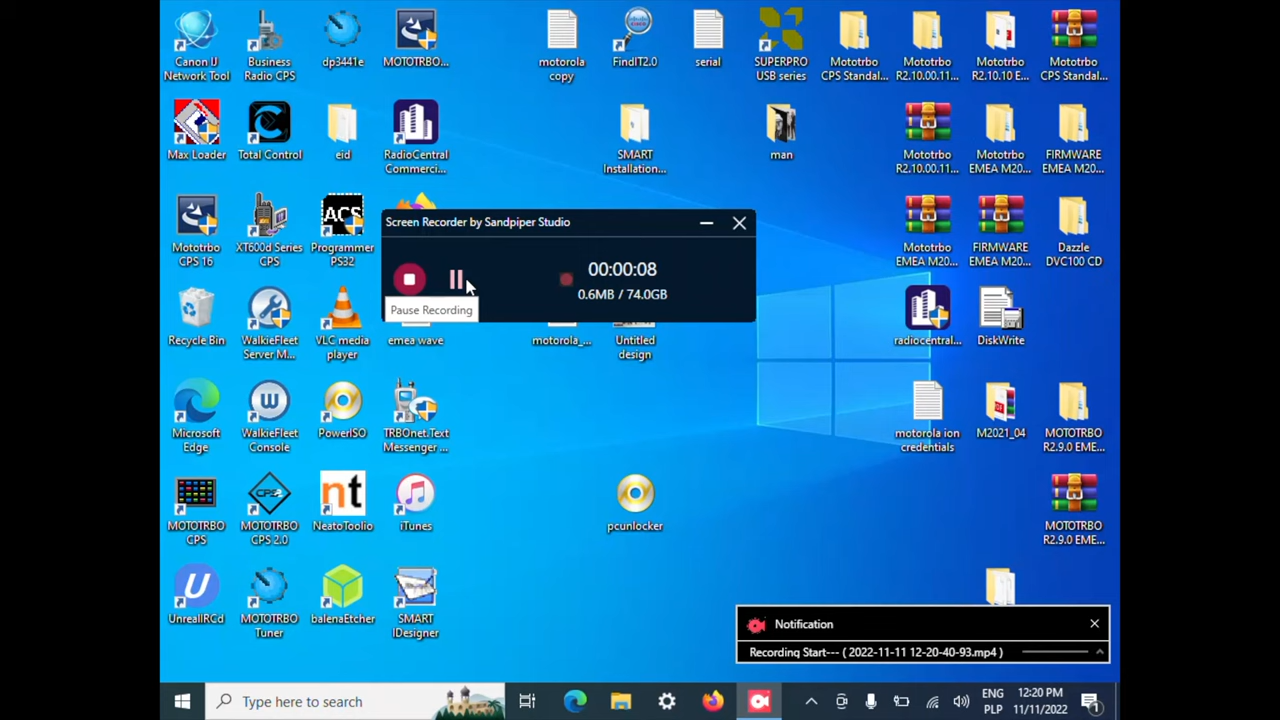 Canon IJ
Network Tool
Business
Radio CPS
dp3441e
MOTOTRBO...
motorola
copy
FindIT2.0
serial
SUPERPRO
USB series
Mototrbo
CPS Standal...
Mototrbo
R2.10.00.11...
Mototrbo
R2.10.10 E...
Mototrbo
CPS Standal...
Max Loader
Total Control
eid
RadioCentral
Commerci...
SMART
Installation...
man
Mototrbo
R2.10.00.11...
Mototrbo
EMEA M20...
FIRMWARE
EMEA M20...
Mototrbo
CPS 16
XT600d Series
CPS
ACS
Programmer
PS32
Screen Recorder by Sandpiper Studio
00:00:08
0.6MB / 74.0GB
Pause Recording
Mototrbo
EMEA M20...
FIRMWARE
EMEA M20...
Dazzle
DVC100 CD
Recycle Bin
WalkieFleet
Server M...
VLC media
player
emea wave
motorola_...
Untitled
design
radiocentral...
DiskWrite
Microsoft
Edge
W
WalkieFleet
Console
PowerISO
TRBOnet.Text
Messenger ...
motorola ion
credentials
M2021_04
MOTOTRBO
R2.9.0 EME...
MOTOTRBO
CPS
CPS2
MOTOTRBO
CPS 2.0
nt
NeatoToolio
iTunes
pcunlocker
MOTOTRBO
R2.9.0 EME...
U
UnrealIRCd
MOTOTRBO
Tuner
balenaEtcher
SMART
IDesigner
Notification
Recording Start--- ( 2022-11-11 12-20-40-93.mp4 )
Type here to search
ENG
PLP
12:20 PM
11/11/2022
1